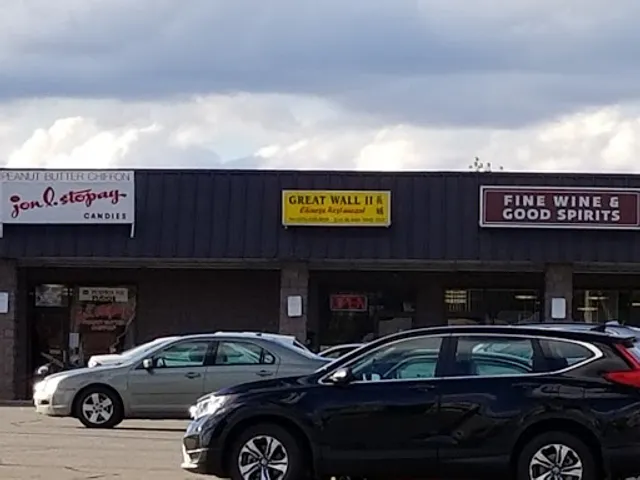 PEANUT BUTTER CHIFFON
jon l. stopay
CANDIES
GREAT WALL II
Chinese Restaurant
FINE WINE &
GOOD SPIRITS